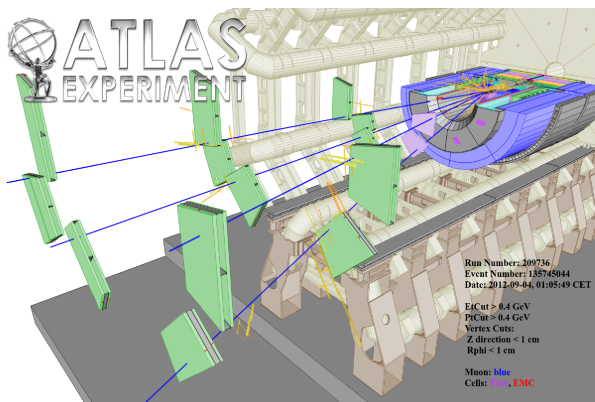 ATLAS
EXPERIMENT
Run Number: 209736
Event Number: 135745044
Date: 2012-09-04, 01:05:49 CET
EtCut > 0.4 GeV
PtCut > 0.4 GeV
Vertex Cuts:
Z direction < 1 cm
Rphi < 1 cm
Muon: blue
Cells: Tiles, EMC